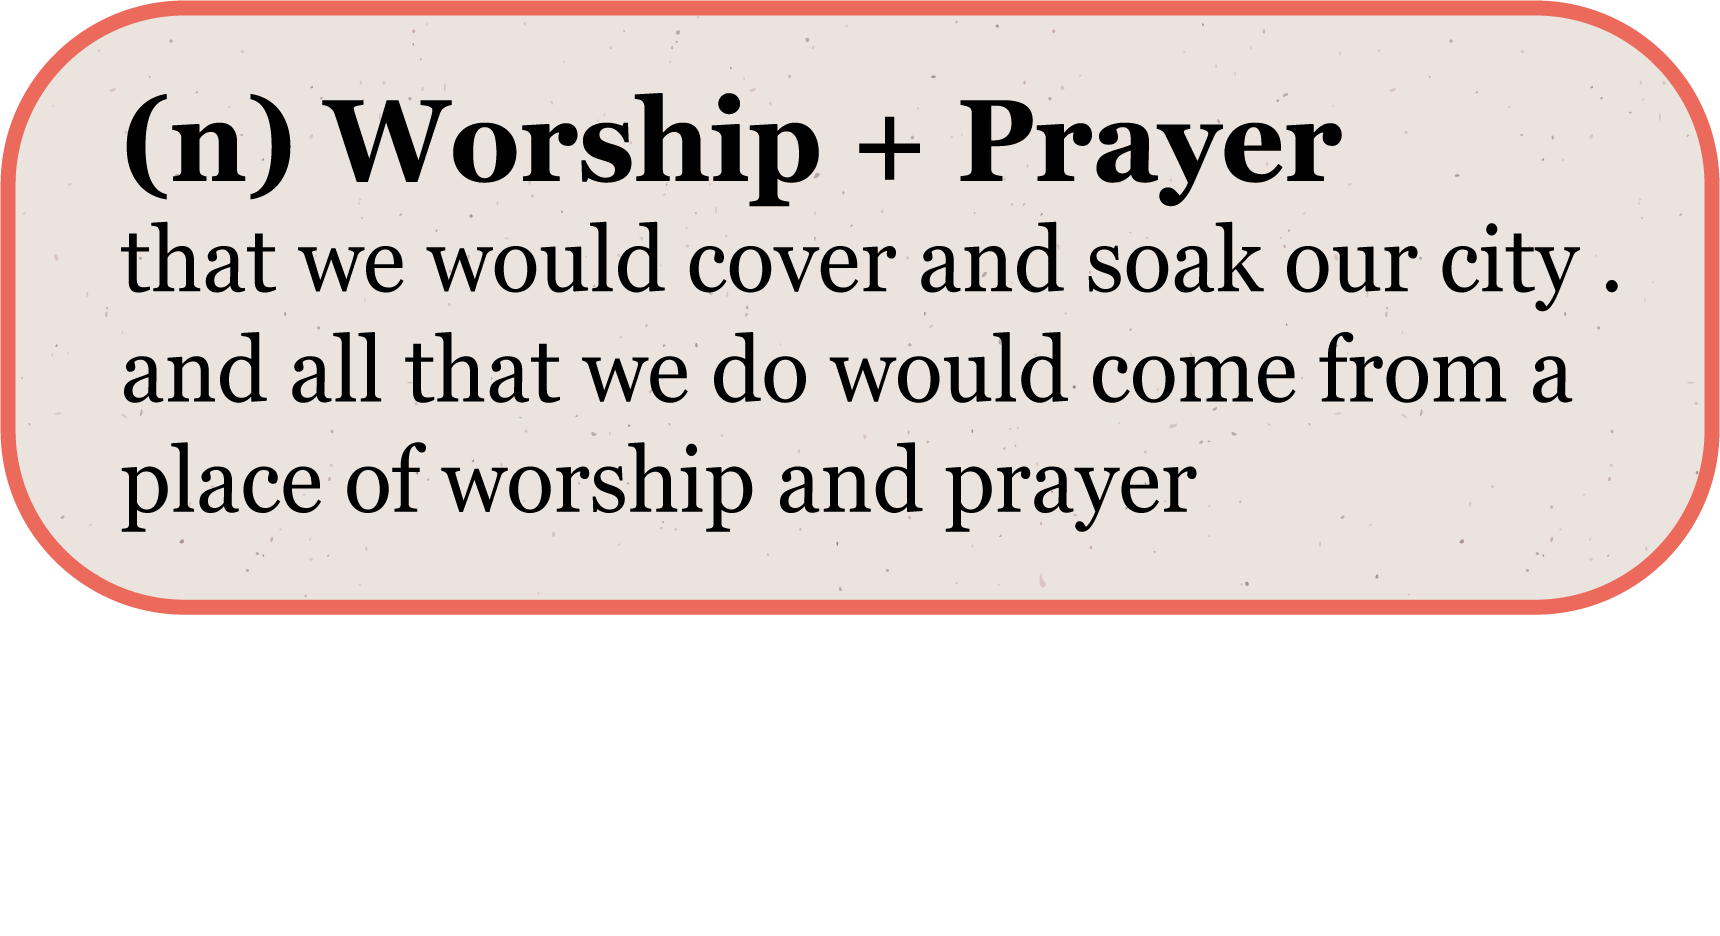 (n) Worship + Prayer
that we would cover and soak our city .
and all that we do would come from a
place of worship and prayer